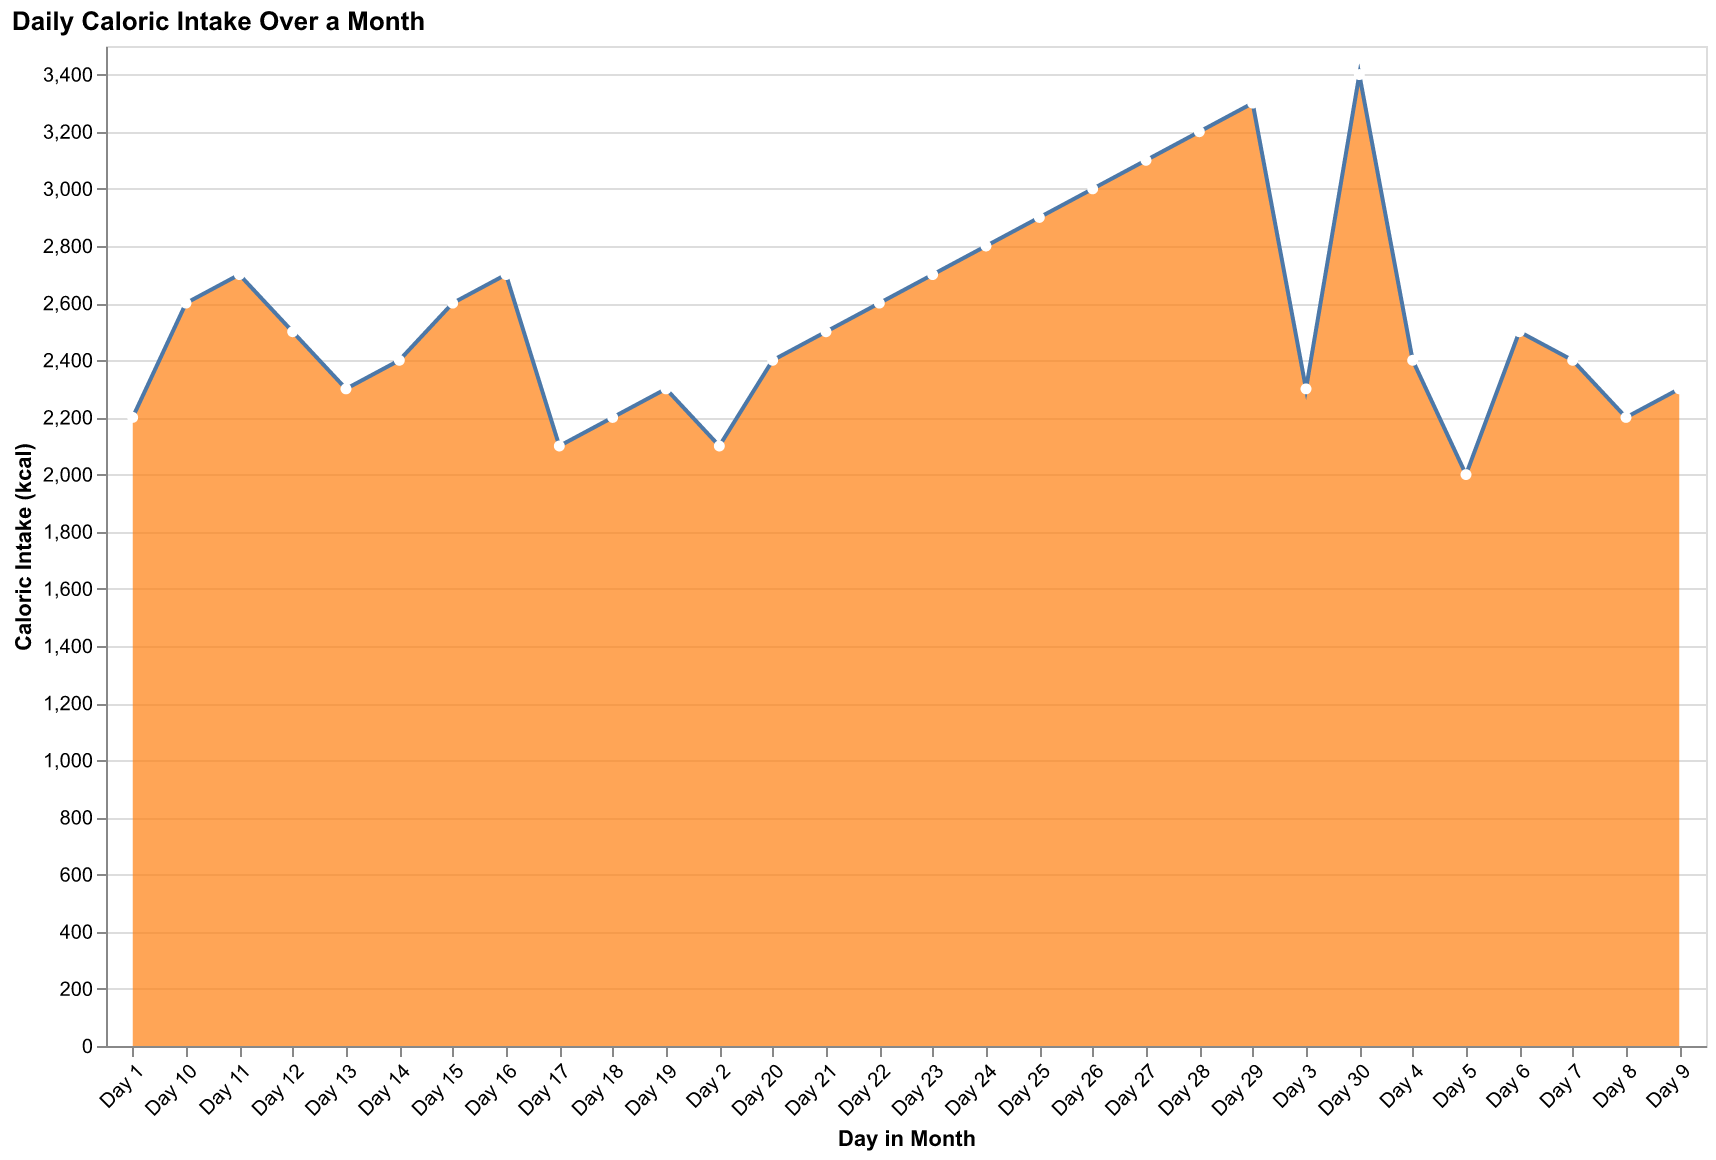 Daily Caloric Intake Over a Month
3,400
3,200
3,000
2,800
2,600
2,400
2,200
2,000
1,800
1,600
1,400
1,200
1,000
800
600
400
200
0
Caloric Intake (kcal)
Day 1
Day 10
Day 11
Day 12
Day 13
Day 14
Day 15
Day 16
Day 17
Day 18
Day 19
Day 2
Day 20
Day 21
Day 22
Day 23
Day 24
Day 25
Day 26
Day 27
Day 28
Day 29
Day 3
Day 30
Day 4
Day 5
Day 6
Day 7
Day 8
Day 9
Day in Month